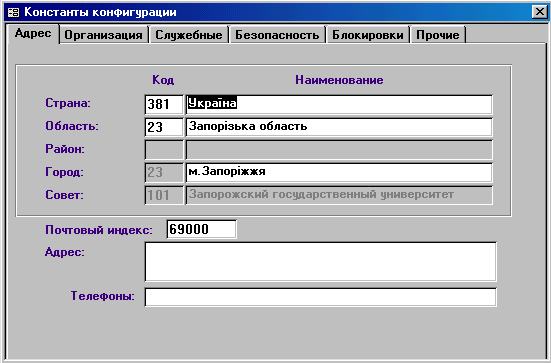 Константы конфигурации
Адрес Организация Служебные Безопасность Блокировки Прочие
Код Наименование
Страна: 381 Україна
Область: 23 Запорізька область
Район:
Город: 23 м.Запоріжжя
Совет: 101 Запорожский государственный университет
Почтовый индекс: 69000
Адрес:
Телефоны: